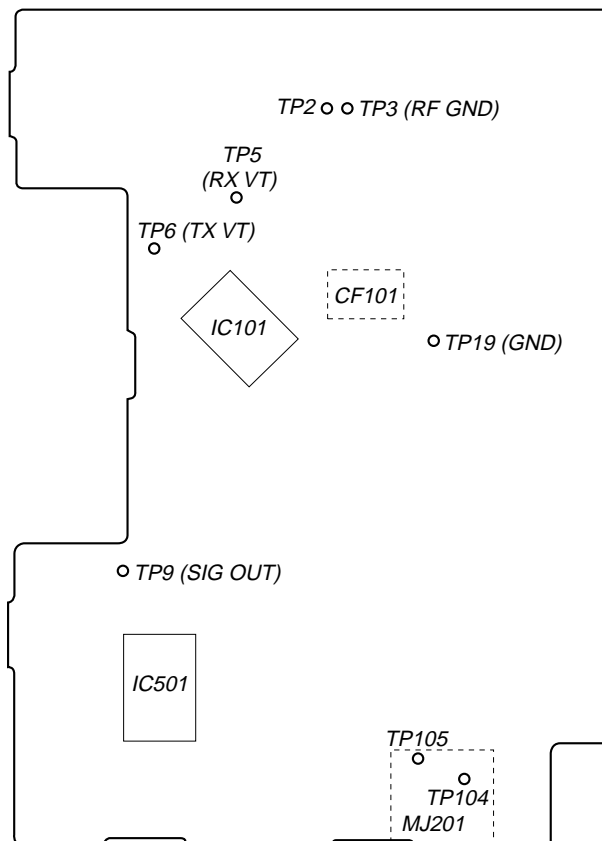 TP2 TP3 (RF GND)
TP5
(RX VT)
TP6 (TX VT)
CF101
IC101
TP19 (GND)
TP9 (SIG OUT)
IC501
TP105
TP104
MJ201